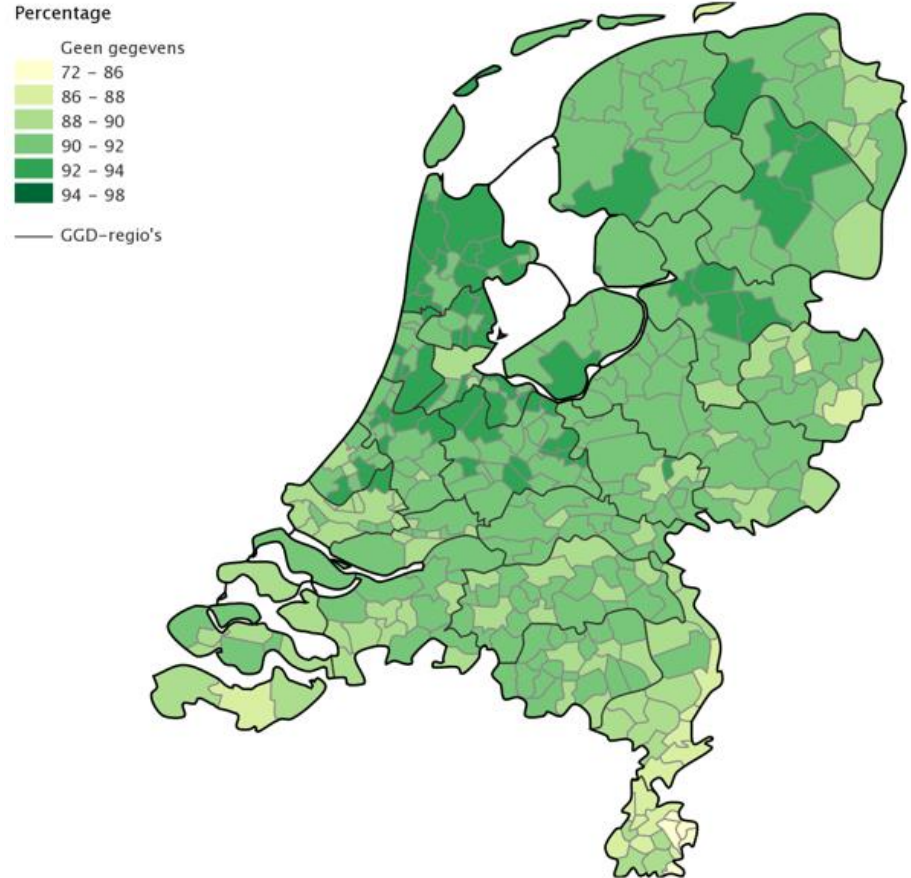 Percentage
Geen gegevens
72 – 86
86 – 88
88 – 90
90 – 92
92 – 94
94 – 98
GGD-regio's